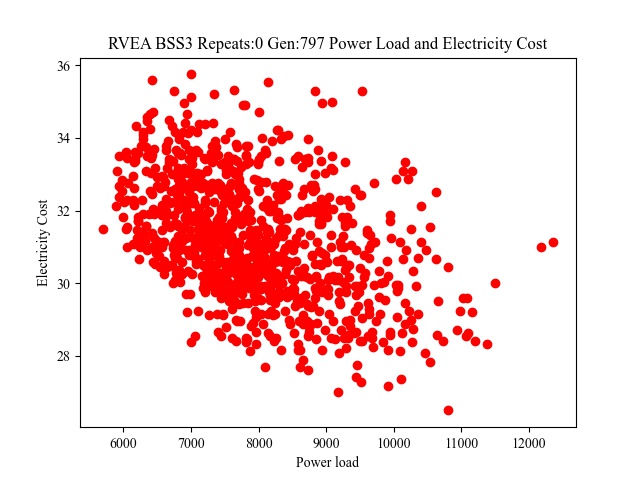 RVEA BSS3 Repeats:0 Gen:797 Power Load and Electricity Cost
36
34
32
30
28
Electricity Cost
6000 7000 8000 9000 10000 11000 12000
Power load